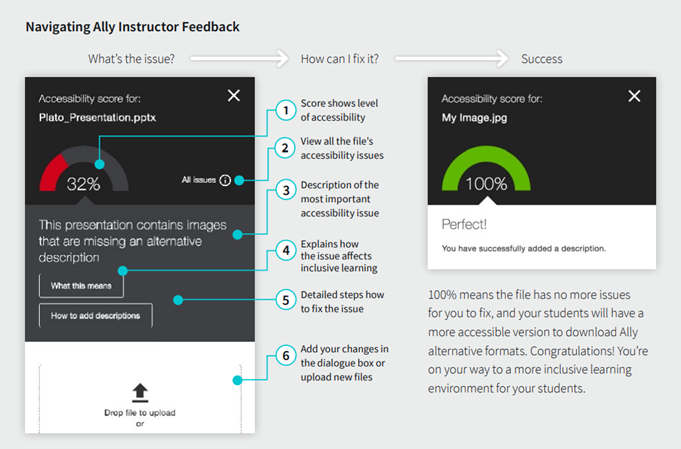 Navigating Ally Instructor Feedback
What's the issue?
How can I fix it?
Success
Accessibility score for:
Plato_Presentation.pptx
32%
All issues
This presentation contains images
that are missing an alternative
description
What this means
How to add descriptions
Drop file to upload
or
1
Score shows level
of accessibility
2
View all the file's
accessibility issues
3
Description of the
most important
accessibility issue
4
Explains how
the issue affects
inclusive learning
5
Detailed steps how
to fix the issue
6
Add your changes in
the dialogue box or
upload new files
Accessibility score for:
My Image.jpg
100%
Perfect!
You have successfully added a description.
100% means the file has no more issues
for you to fix, and your students will have a
more accessible version to download Ally
alternative formats. Congratulations! You're
on your way to a more inclusive learning
environment for your students.